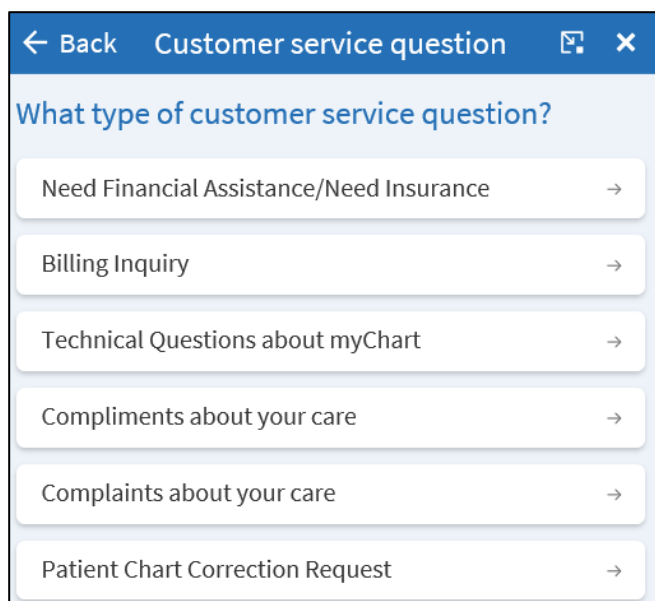 Back Customer service question
What type of customer service question?
Need Financial Assistance/Need Insurance
Billing Inquiry
Technical Questions about myChart
Compliments about your care
Complaints about your care
Patient Chart Correction Request